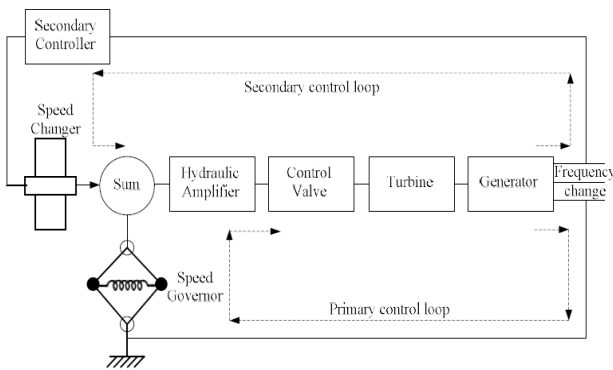 Secondary
Controller
Secondary control loop
Speed
Changer
Sum
Hydraulic
Amplifier
Control
Valve
Turbine
Generator
Frequency
change
Speed
Governor
Primary control loop